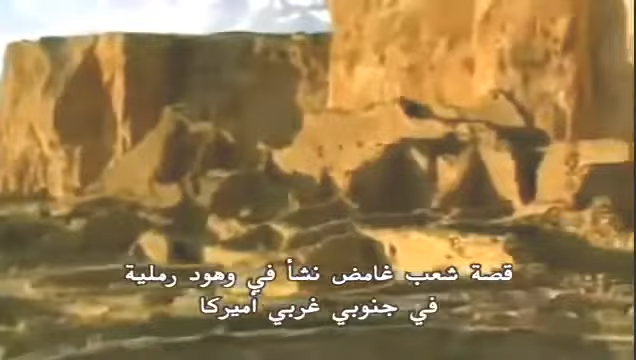 قصة شعب غامض نشأ في وهود رملية
في جنوبي غربي أميركا